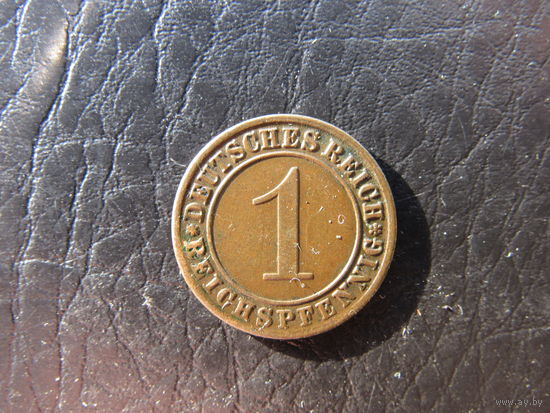 DEUTSCHES REICH
1
REICHSPFENNIG
www.ay.by